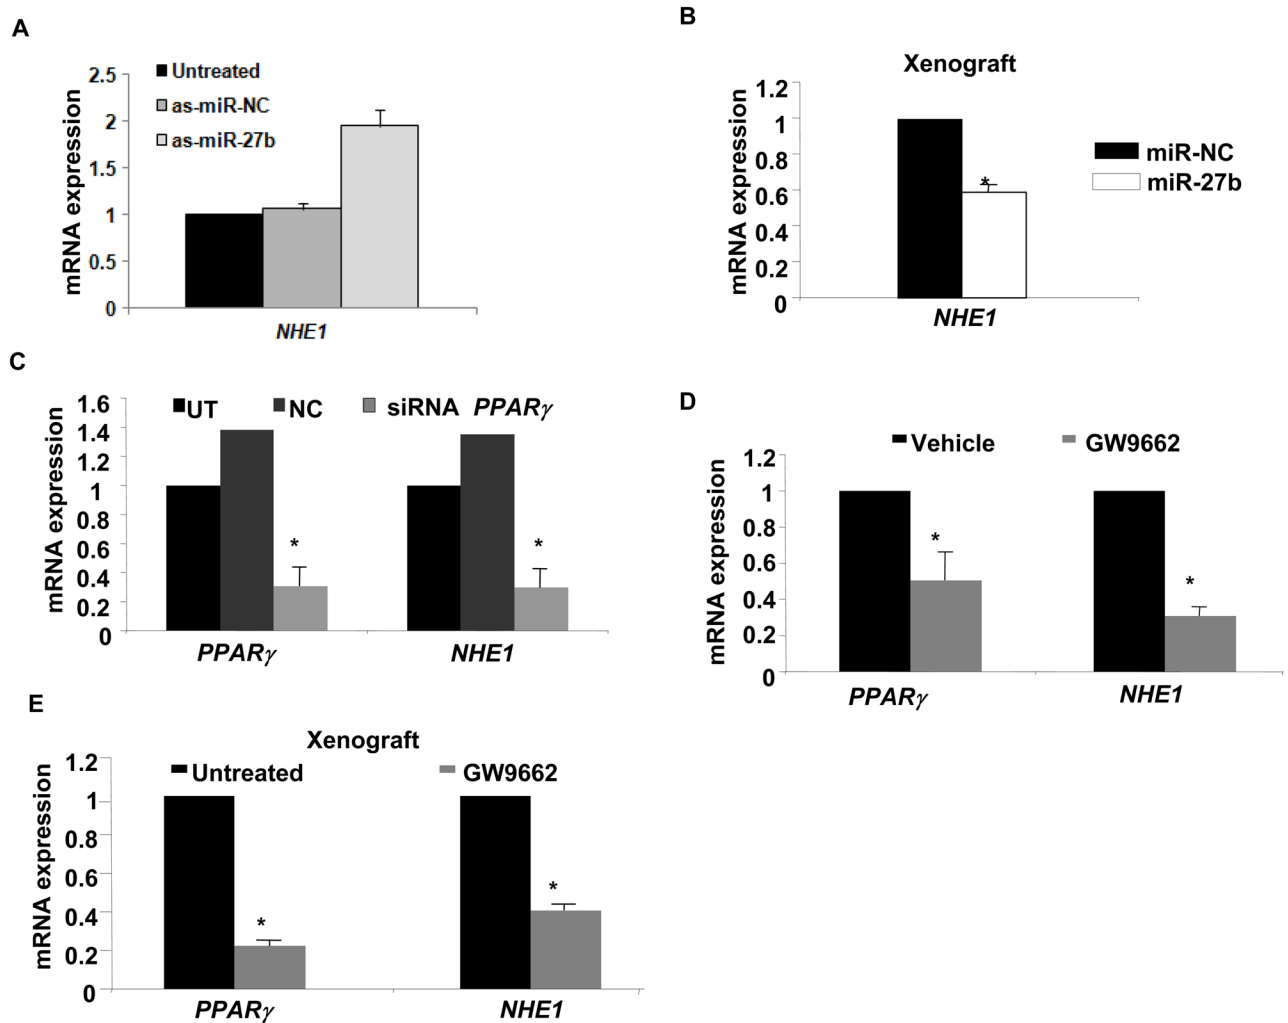 A
mRNA expression
2.5
2
1.5
1
0.5
0
Untreated
as-miR-NC
as-miR-27b
NHE1
B
Xenograft
mRNA expression
1.2
1
0.8
0.6
0.4
0.2
0
*
miR-NC
miR-27b
NHE1
C
mRNA expression
1.6
1.4
1.2
1
0.8
0.6
0.4
0.2
0
UT NC siRNA PPARγ
* *
PPARγ NHE1
D
mRNA expression
1.2
1
0.8
0.6
0.4
0.2
0
Vehicle GW9662
* *
PPARγ NHE1
E
Xenograft
mRNA expression
1.2
1
0.8
0.6
0.4
0.2
0
Untreated GW9662
* *
PPARγ NHE1